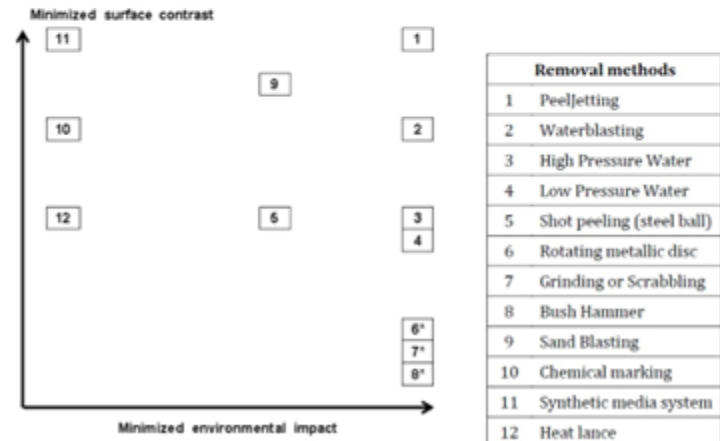 Minimized surface contrast
11
1
9
10
2
12
5
3
4
6*
7*
8*
Minimized environmental impact
Removal methods
1 PeelJetting
2 Waterblasting
3 High Pressure Water
4 Low Pressure Water
5 Shot peeling (steel ball)
6 Rotating metallic disc
7 Grinding or Scrabbling
8 Bush Hammer
9 Sand Blasting
10 Chemical marking
11 Synthetic media system
12 Heat lance